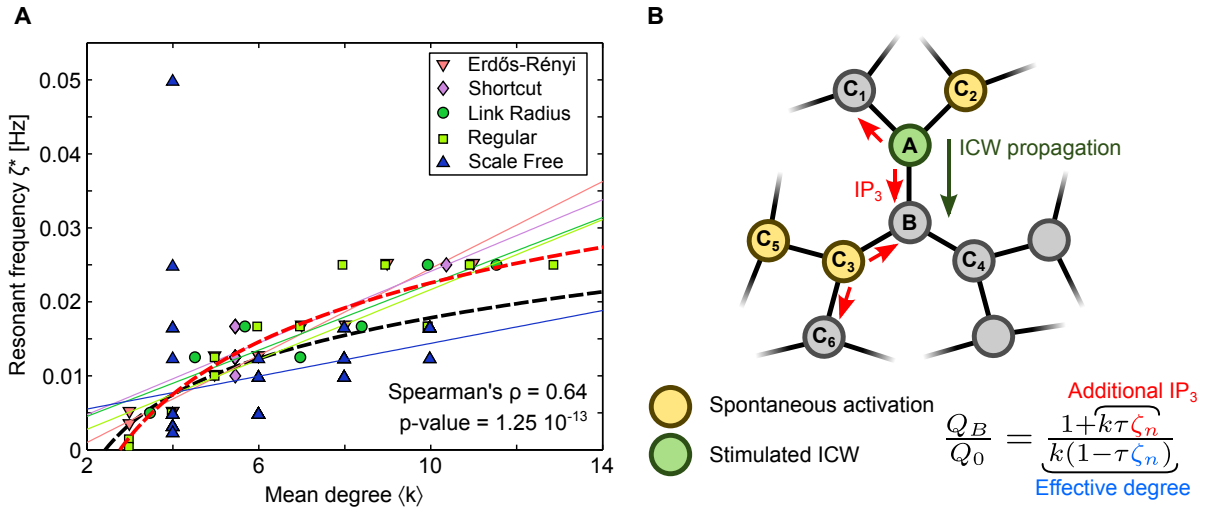 A
Resonant frequency ζ* [Hz]
0.05
0.04
0.03
0.02
0.01
0
2
6
10
14
Mean degree ⟨k⟩
Erdős-Rényi
Shortcut
Link Radius
Regular
Scale Free
Spearman's ρ = 0.64
p-value = 1.25 10⁻¹³
B
C₁
C₂
A
ICW propagation
IP₃
B
C₅
C₃
C₄
C₆
Spontaneous activation
Stimulated ICW
Additional IP₃
Q_B / Q_0 = 1+kτζ_n / k(1−τζ_n)
Effective degree